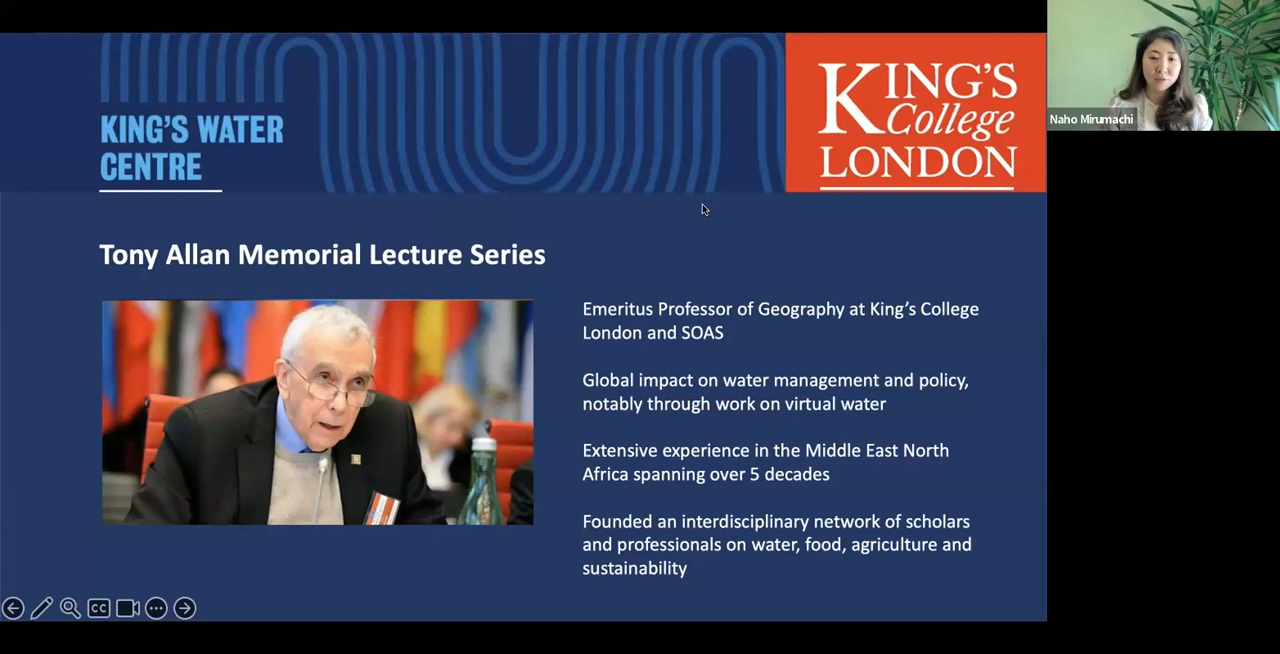 KING'S WATER
CENTRE
KING'S
College
LONDON
Naho Mirumachi
Tony Allan Memorial Lecture Series
Emeritus Professor of Geography at King's College
London and SOAS
Global impact on water management and policy,
notably through work on virtual water
Extensive experience in the Middle East North
Africa spanning over 5 decades
Founded an interdisciplinary network of scholars
and professionals on water, food, agriculture and
sustainability
CC